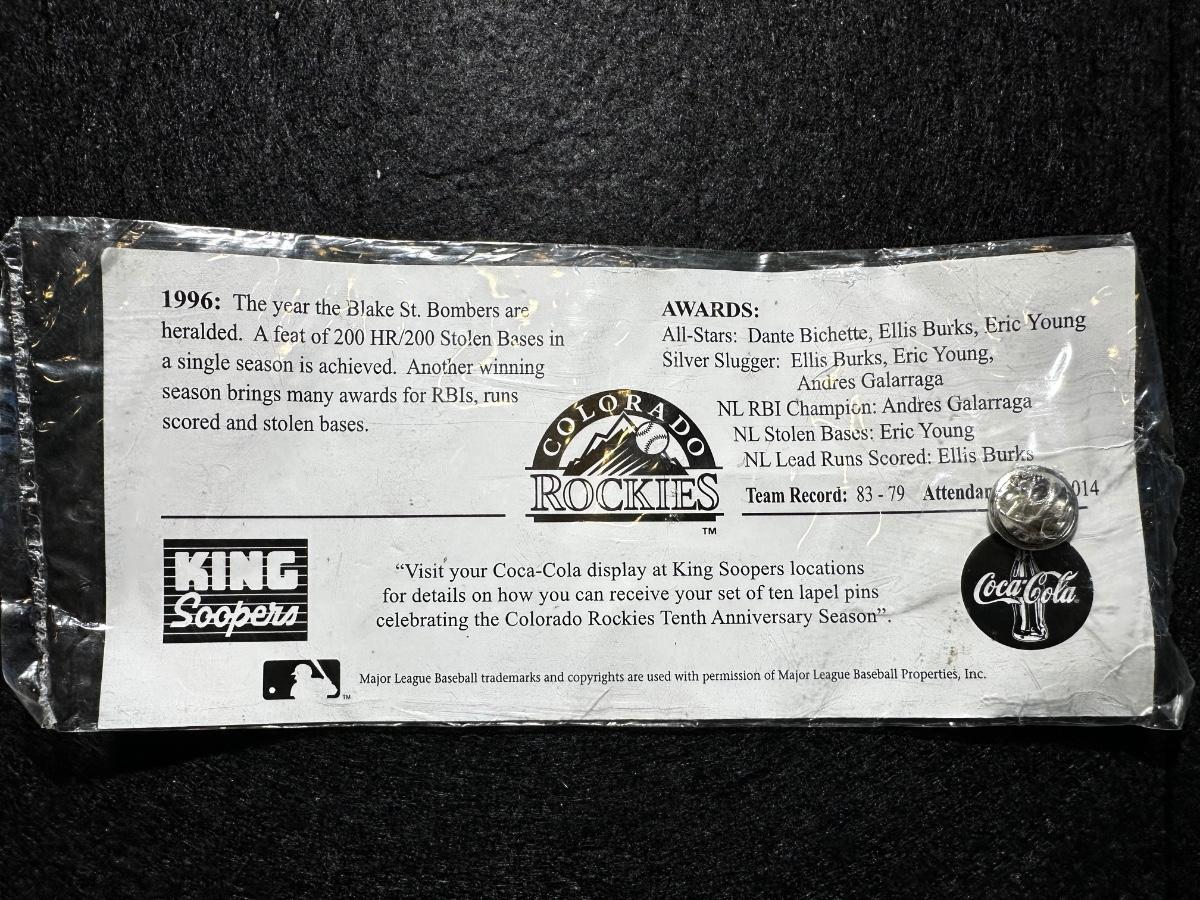 1996: The year the Blake St. Bombers are
heralded. A feat of 200 HR/200 Stolen Bases in
a single season is achieved. Another winning
season brings many awards for RBIs, runs
scored and stolen bases.
AWARDS:
All-Stars: Dante Bichette, Ellis Burks, Eric Young
Silver Slugger: Ellis Burks, Eric Young,
Andres Galarraga
NL RBI Champion: Andres Galarraga
NL Stolen Bases: Eric Young
NL Lead Runs Scored: Ellis Burks
Team Record: 83 - 79
COLORADO
ROCKIES
TM
KING
Soopers
"Visit your Coca-Cola display at King Soopers locations
for details on how you can receive your set of ten lapel pins
celebrating the Colorado Rockies Tenth Anniversary Season".
Coca-Cola
TM
Major League Baseball trademarks and copyrights are used with permission of Major League Baseball Properties, Inc.